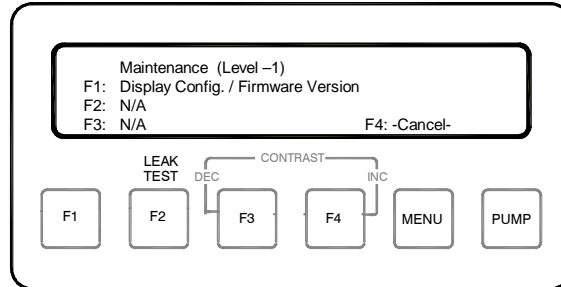 Maintenance (Level –1)
F1: Display Config. / Firmware Version
F2: N/A
F3: N/A F4: -Cancel-
LEAK
TEST
CONTRAST
DEC INC
F1 F2 F3 F4 MENU PUMP